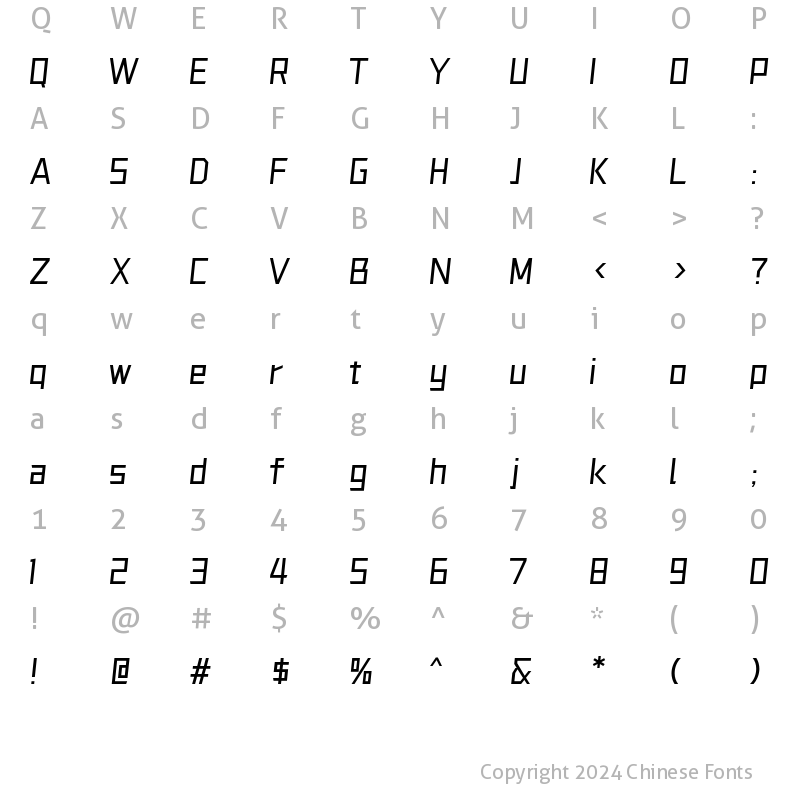 Q W E R T Y U I O P
Q W E R T Y U I O P
A S D F G H J K L :
A S D F G H J K L :
Z X C V B N M < > ?
Z X C V B N M < > ?
q w e r t y u i o p
q w e r t y u i o p
a s d f g h j k l ;
a s d f g h j k l ;
1 2 3 4 5 6 7 8 9 0
1 2 3 4 5 6 7 8 9 0
! @ # $ % ^ & * ( )
! @ # $ % ^ & * ( )
Copyright 2024 Chinese Fonts